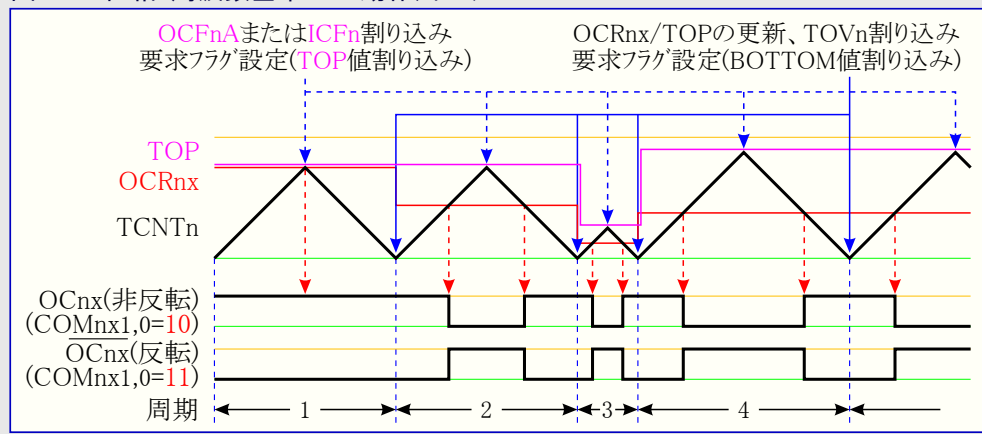 OCFnAまたはICFn割り込み
要求フラグ設定(TOP値割り込み)
OCRnx/TOPの更新、TOVn割り込み
要求フラグ設定(BOTTOM値割り込み)
TOP
OCRnx
TCNTn
OCnx(非反転)
(COMnx1,0=10)
OCnx(反転)
(COMnx1,0=11)
周期
1
2
3
4